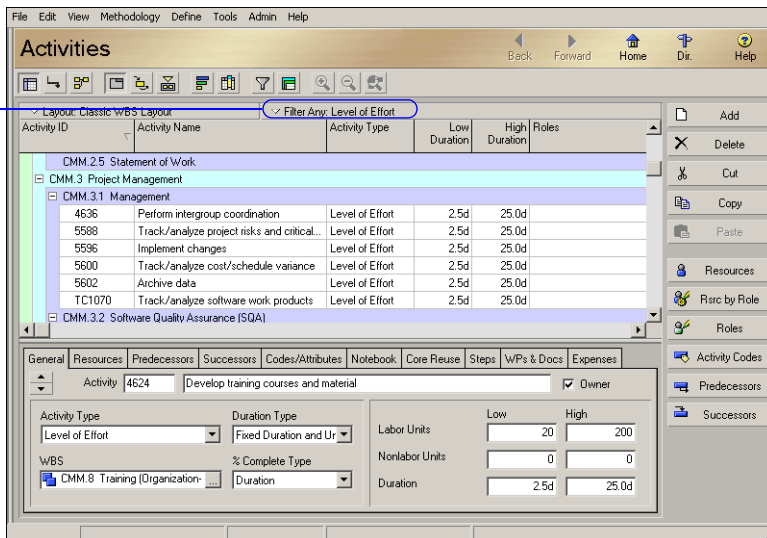 File Edit View Methodology Define Tools Admin Help
Activities
Back Forward Home Dir. Help
Layout: Classic WBS Layout Filter Any: Level of Effort
Activity ID Activity Name Activity Type Low Duration High Duration Roles
CMM.2.5 Statement of Work
CMM.3 Project Management
CMM.3.1 Management
4636 Perform intergroup coordination Level of Effort 2.5d 25.0d
5588 Track/analyze project risks and critical... Level of Effort 2.5d 25.0d
5596 Implement changes Level of Effort 2.5d 25.0d
5600 Track/analyze cost/schedule variance Level of Effort 2.5d 25.0d
5602 Archive data Level of Effort 2.5d 25.0d
TC1070 Track/analyze software work products Level of Effort 2.5d 25.0d
CMM.3.2 Software Quality Assurance (SQA)
Add
Delete
Cut
Copy
Paste
Resources
Rsrc by Role
Roles
Activity Codes
Predecessors
Successors
General Resources Predecessors Successors Codes/Attributes Notebook Core Reuse Steps WPs & Docs Expenses
Activity 4624 Develop training courses and material Owner
Activity Type Duration Type Low High
Level of Effort Fixed Duration and Ur Labor Units 20 200
WBS % Complete Type Nonlabor Units 0 0
CMM.8 Training (Organization- ... Duration Duration 2.5d 25.0d